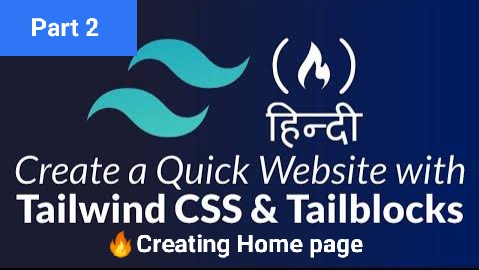 Part 2
हिन्दी
Create a Quick Website with
Tailwind CSS & Tailblocks
🔥Creating Home page